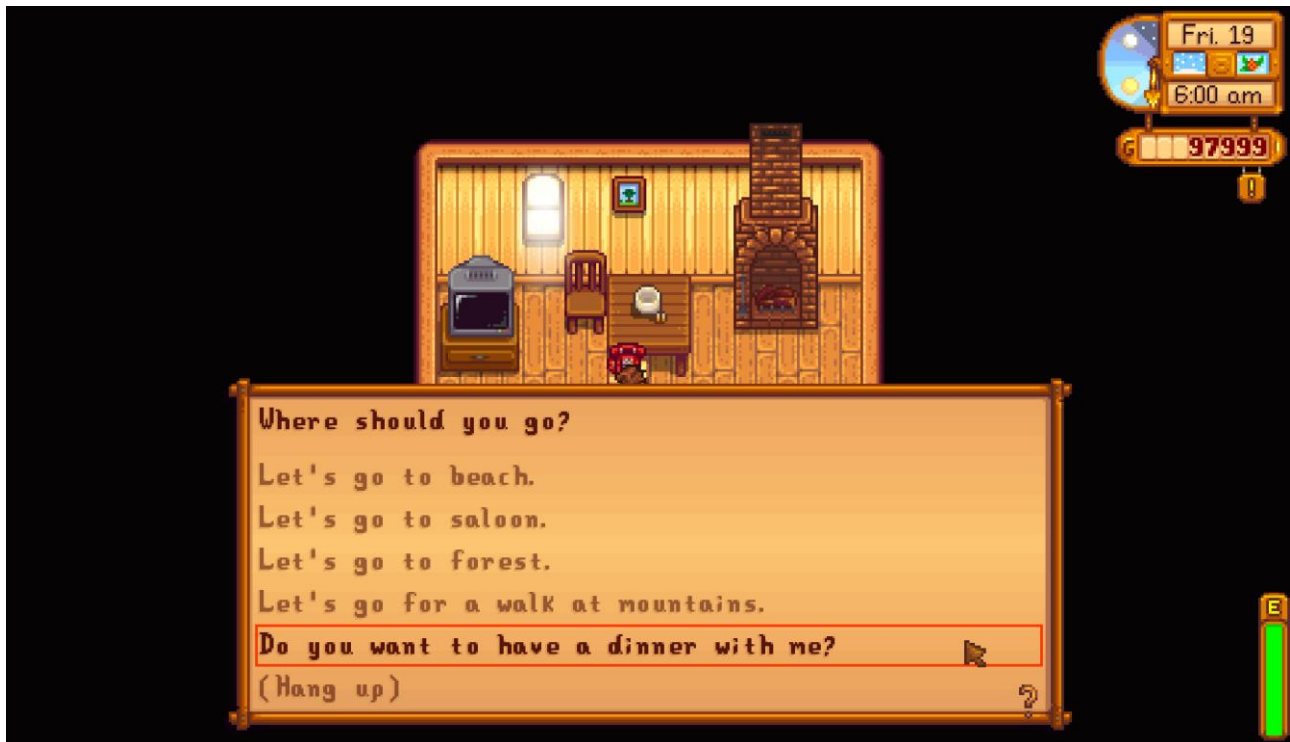 Fri. 19
6:00 am
G 97999
!
Where should you go?
Let's go to beach.
Let's go to saloon.
Let's go to forest.
Let's go for a walk at mountains.
Do you want to have a dinner with me?
(Hang up)
?
E